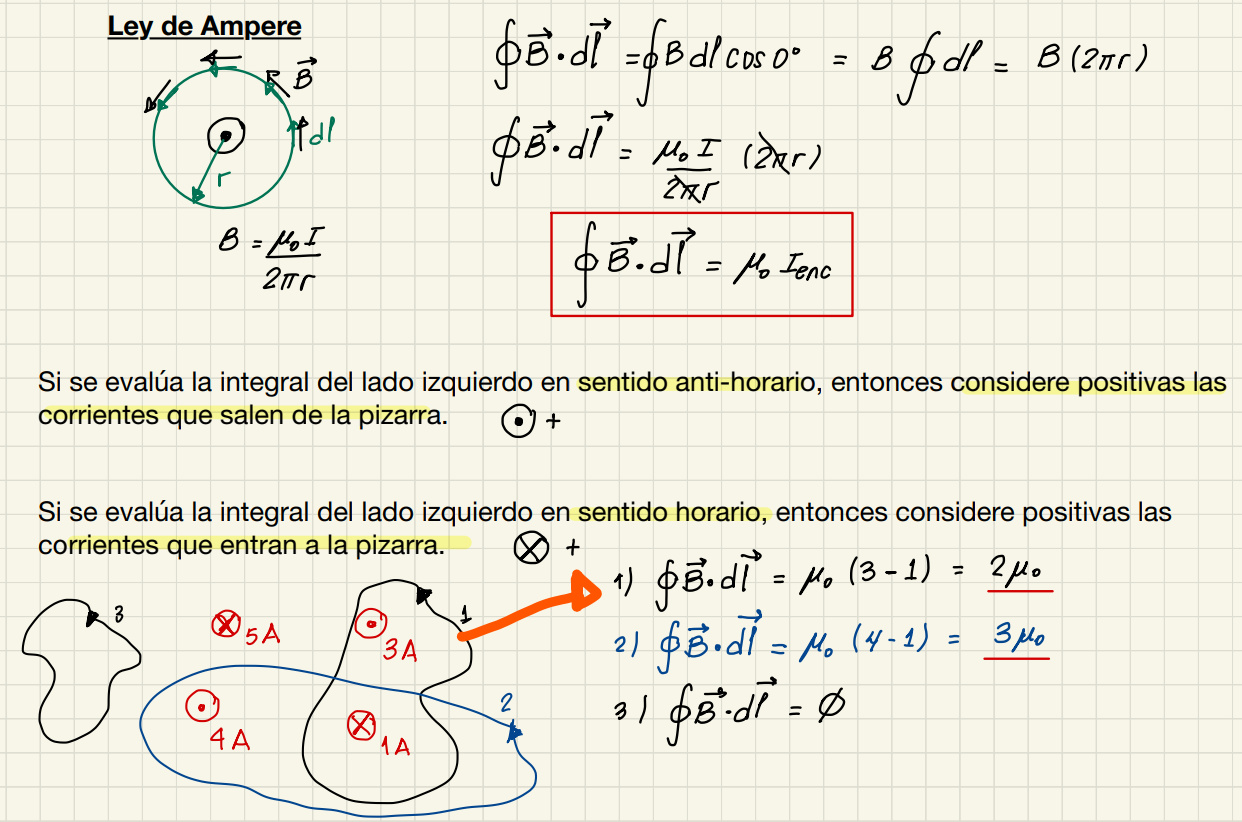 Ley de Ampere
B⃗
dl
r
B = μ₀ I / 2πr
∮ B⃗ · dl⃗ = ∮ B dl cos 0° = B ∮ dl = B (2πr)
∮ B⃗ · dl⃗ = μ₀ I / 2πr (2πr)
∮ B⃗ · dl⃗ = μ₀ Ienc
Si se evalúa la integral del lado izquierdo en sentido anti-horario, entonces considere positivas las
corrientes que salen de la pizarra. ⊙ +
Si se evalúa la integral del lado izquierdo en sentido horario, entonces considere positivas las
corrientes que entran a la pizarra. ⊗ +
3
⊗ 5A
⊙ 3A
1
⊙ 4A
⊗ 1A
2
1) ∮ B⃗ · dl⃗ = μ₀ (3 - 1) = 2μ₀
2) ∮ B⃗ · dl⃗ = μ₀ (4 - 1) = 3μ₀
3) ∮ B⃗ · dl⃗ = ∅